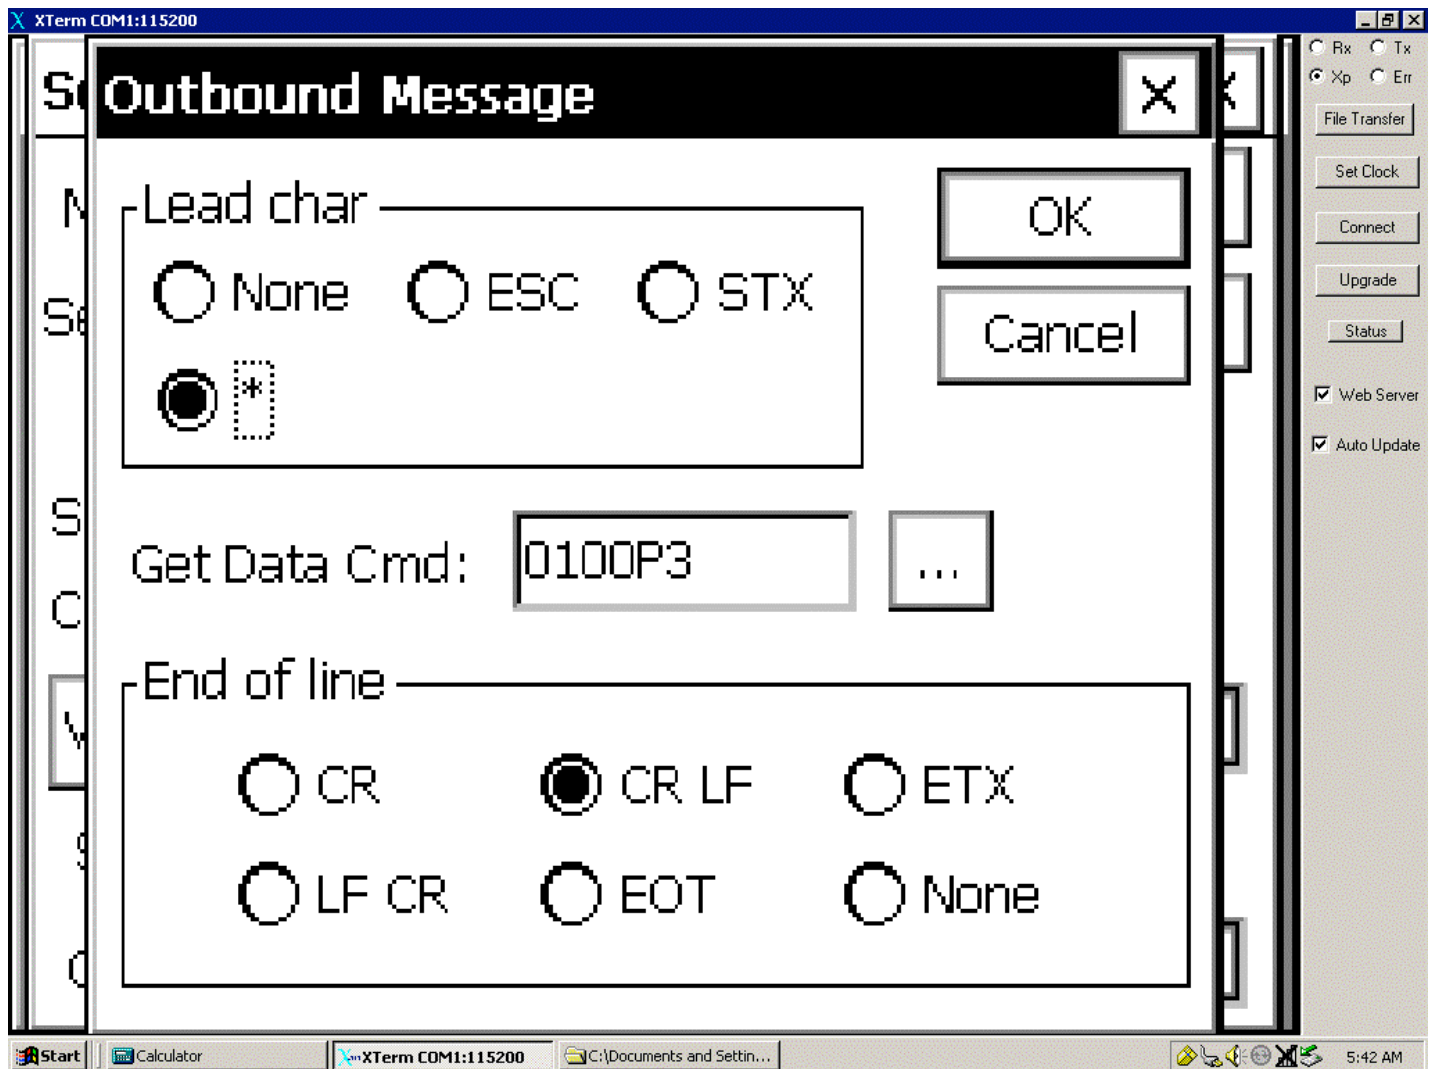 XTerm COM1:115200
Outbound Message
Lead char
None ESC STX
*
OK
Cancel
Get Data Cmd: 0100P3 ...
End of line
CR CR LF ETX
LF CR EOT None
Rx Tx
Xp Err
File Transfer
Set Clock
Connect
Upgrade
Status
Web Server
Auto Update
Start Calculator XTerm COM1:115200 C:\Documents and Settin... 5:42 AM